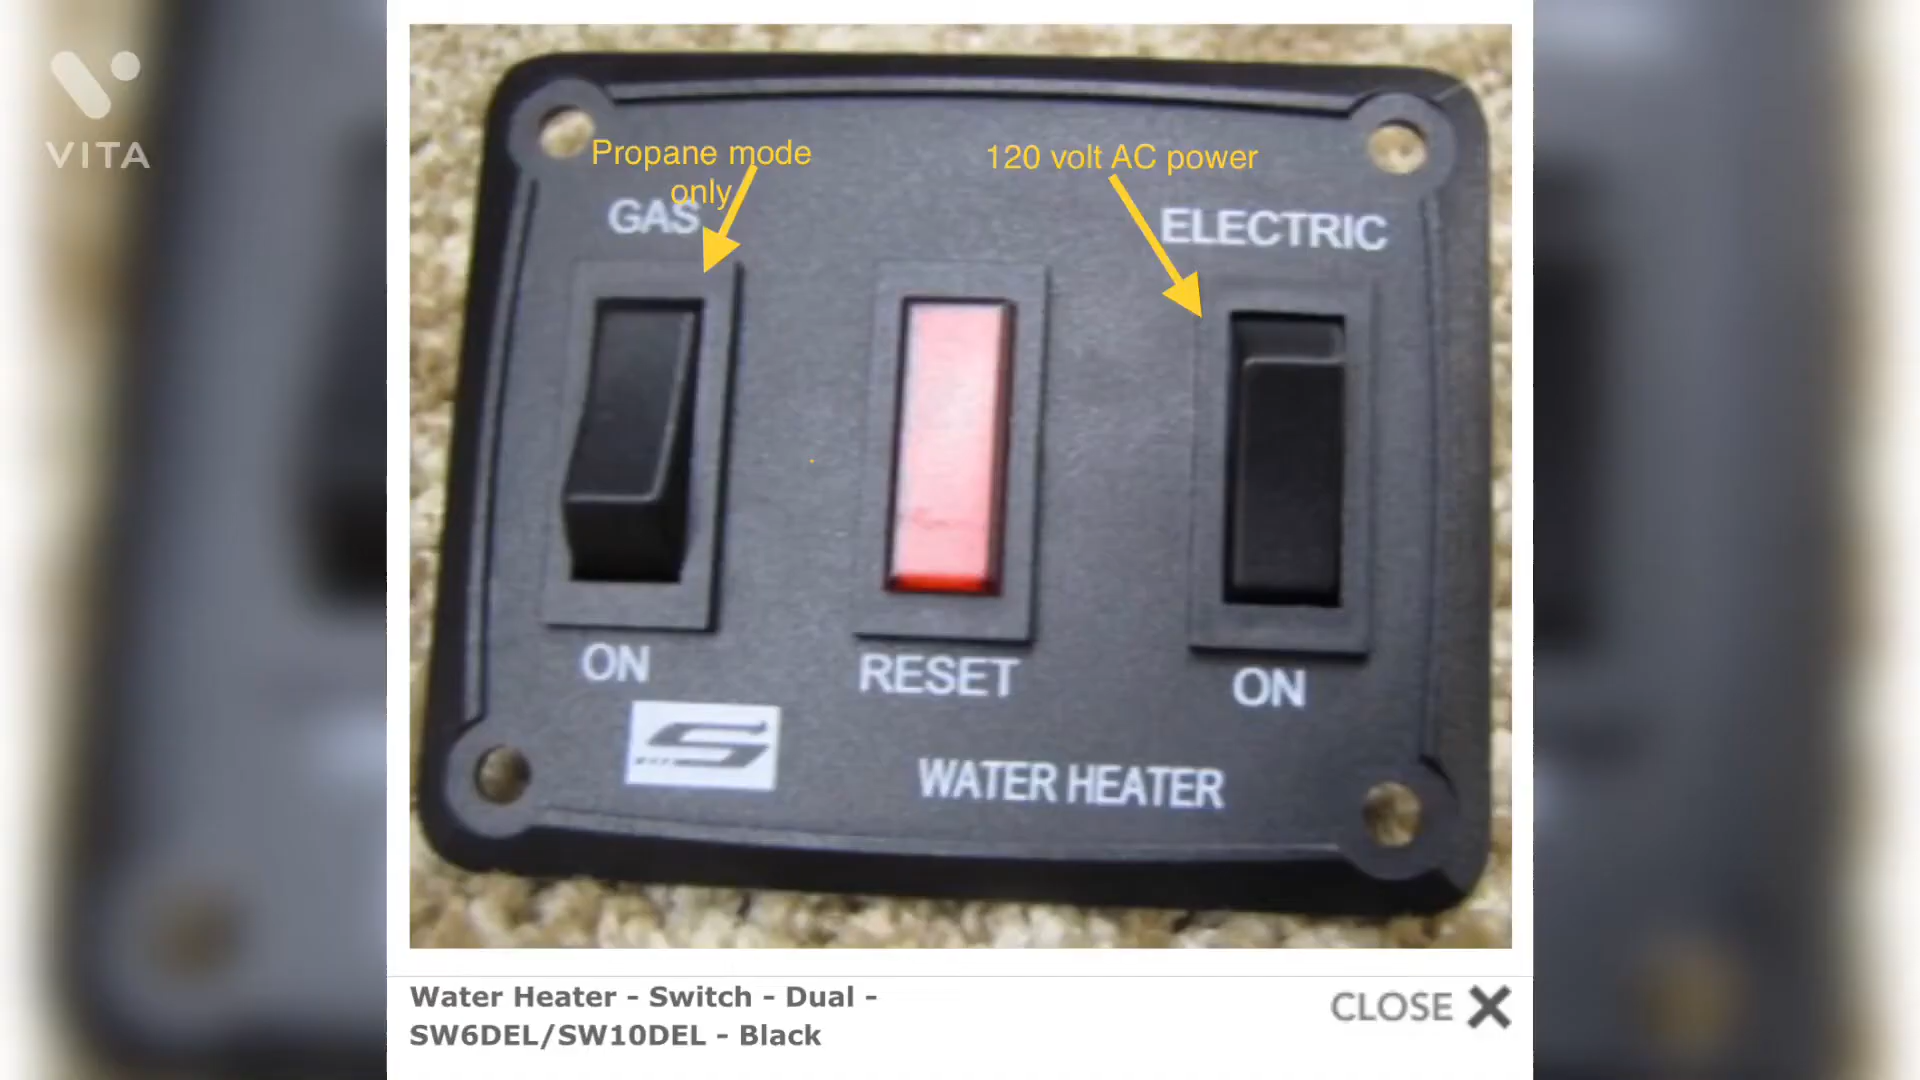 VITA
Propane mode
only
120 volt AC power
GAS
ELECTRIC
ON
RESET
ON
WATER HEATER
Water Heater - Switch - Dual -
SW6DEL/SW10DEL - Black
CLOSE